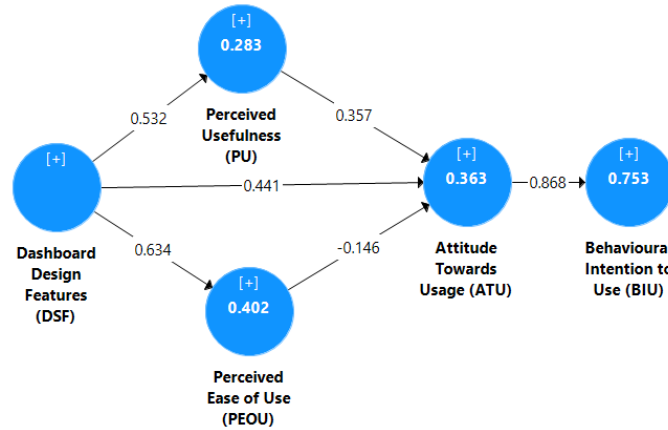 [+]
0.283
Perceived
Usefulness
(PU)
0.532
0.357
[+]
Dashboard
Design
Features
(DSF)
0.441
[+]
0.363
Attitude
Towards
Usage (ATU)
0.868
[+]
0.753
Behavioura
Intention to
Use (BIU)
0.634
-0.146
[+]
0.402
Perceived
Ease of Use
(PEOU)